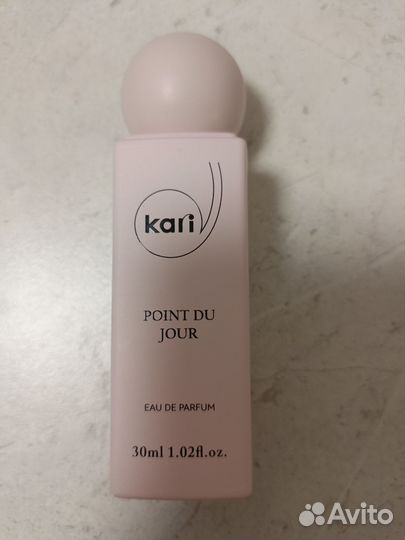 kari
POINT DU
JOUR
EAU DE PARFUM
30ml 1.02fl.oz.
Avito